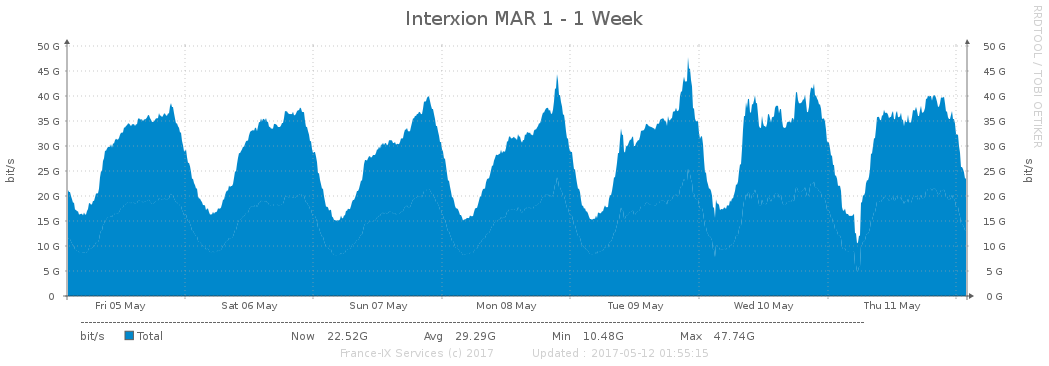 Interxion MAR 1 - 1 Week
RRDTOOL / TOBI OETIKER
50 G 50 G
45 G 45 G
40 G 40 G
35 G 35 G
30 G 30 G
25 G 25 G
20 G 20 G
15 G 15 G
10 G 10 G
5 G 5 G
0 0 G
bit/s
bit/s
Fri 05 May Sat 06 May Sun 07 May Mon 08 May Tue 09 May Wed 10 May Thu 11 May
bit/s Total Now 22.52G Avg 29.29G Min 10.48G Max 47.74G
France-IX Services (c) 2017 Updated : 2017-05-12 01:55:15